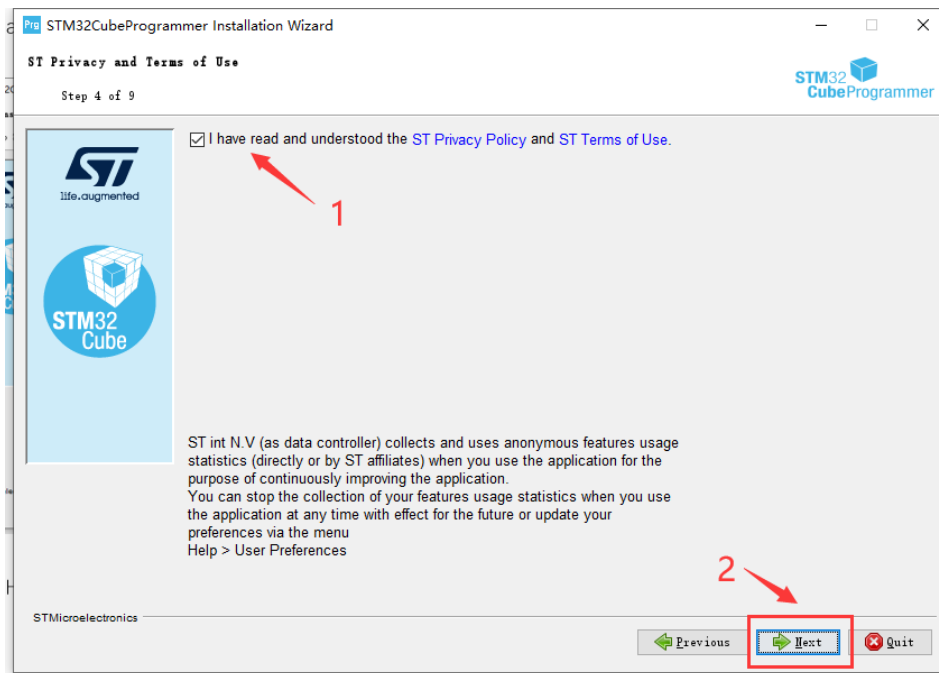 Prg STM32CubeProgrammer Installation Wizard
ST Privacy and Terms of Use
Step 4 of 9
STM32
CubeProgrammer
life.augmented
STM32
Cube
I have read and understood the ST Privacy Policy and ST Terms of Use.
1
ST int N.V (as data controller) collects and uses anonymous features usage
statistics (directly or by ST affiliates) when you use the application for the
purpose of continuously improving the application.
You can stop the collection of your features usage statistics when you use
the application at any time with effect for the future or update your
preferences via the menu
Help > User Preferences
2
STMicroelectronics
Previous Next Quit